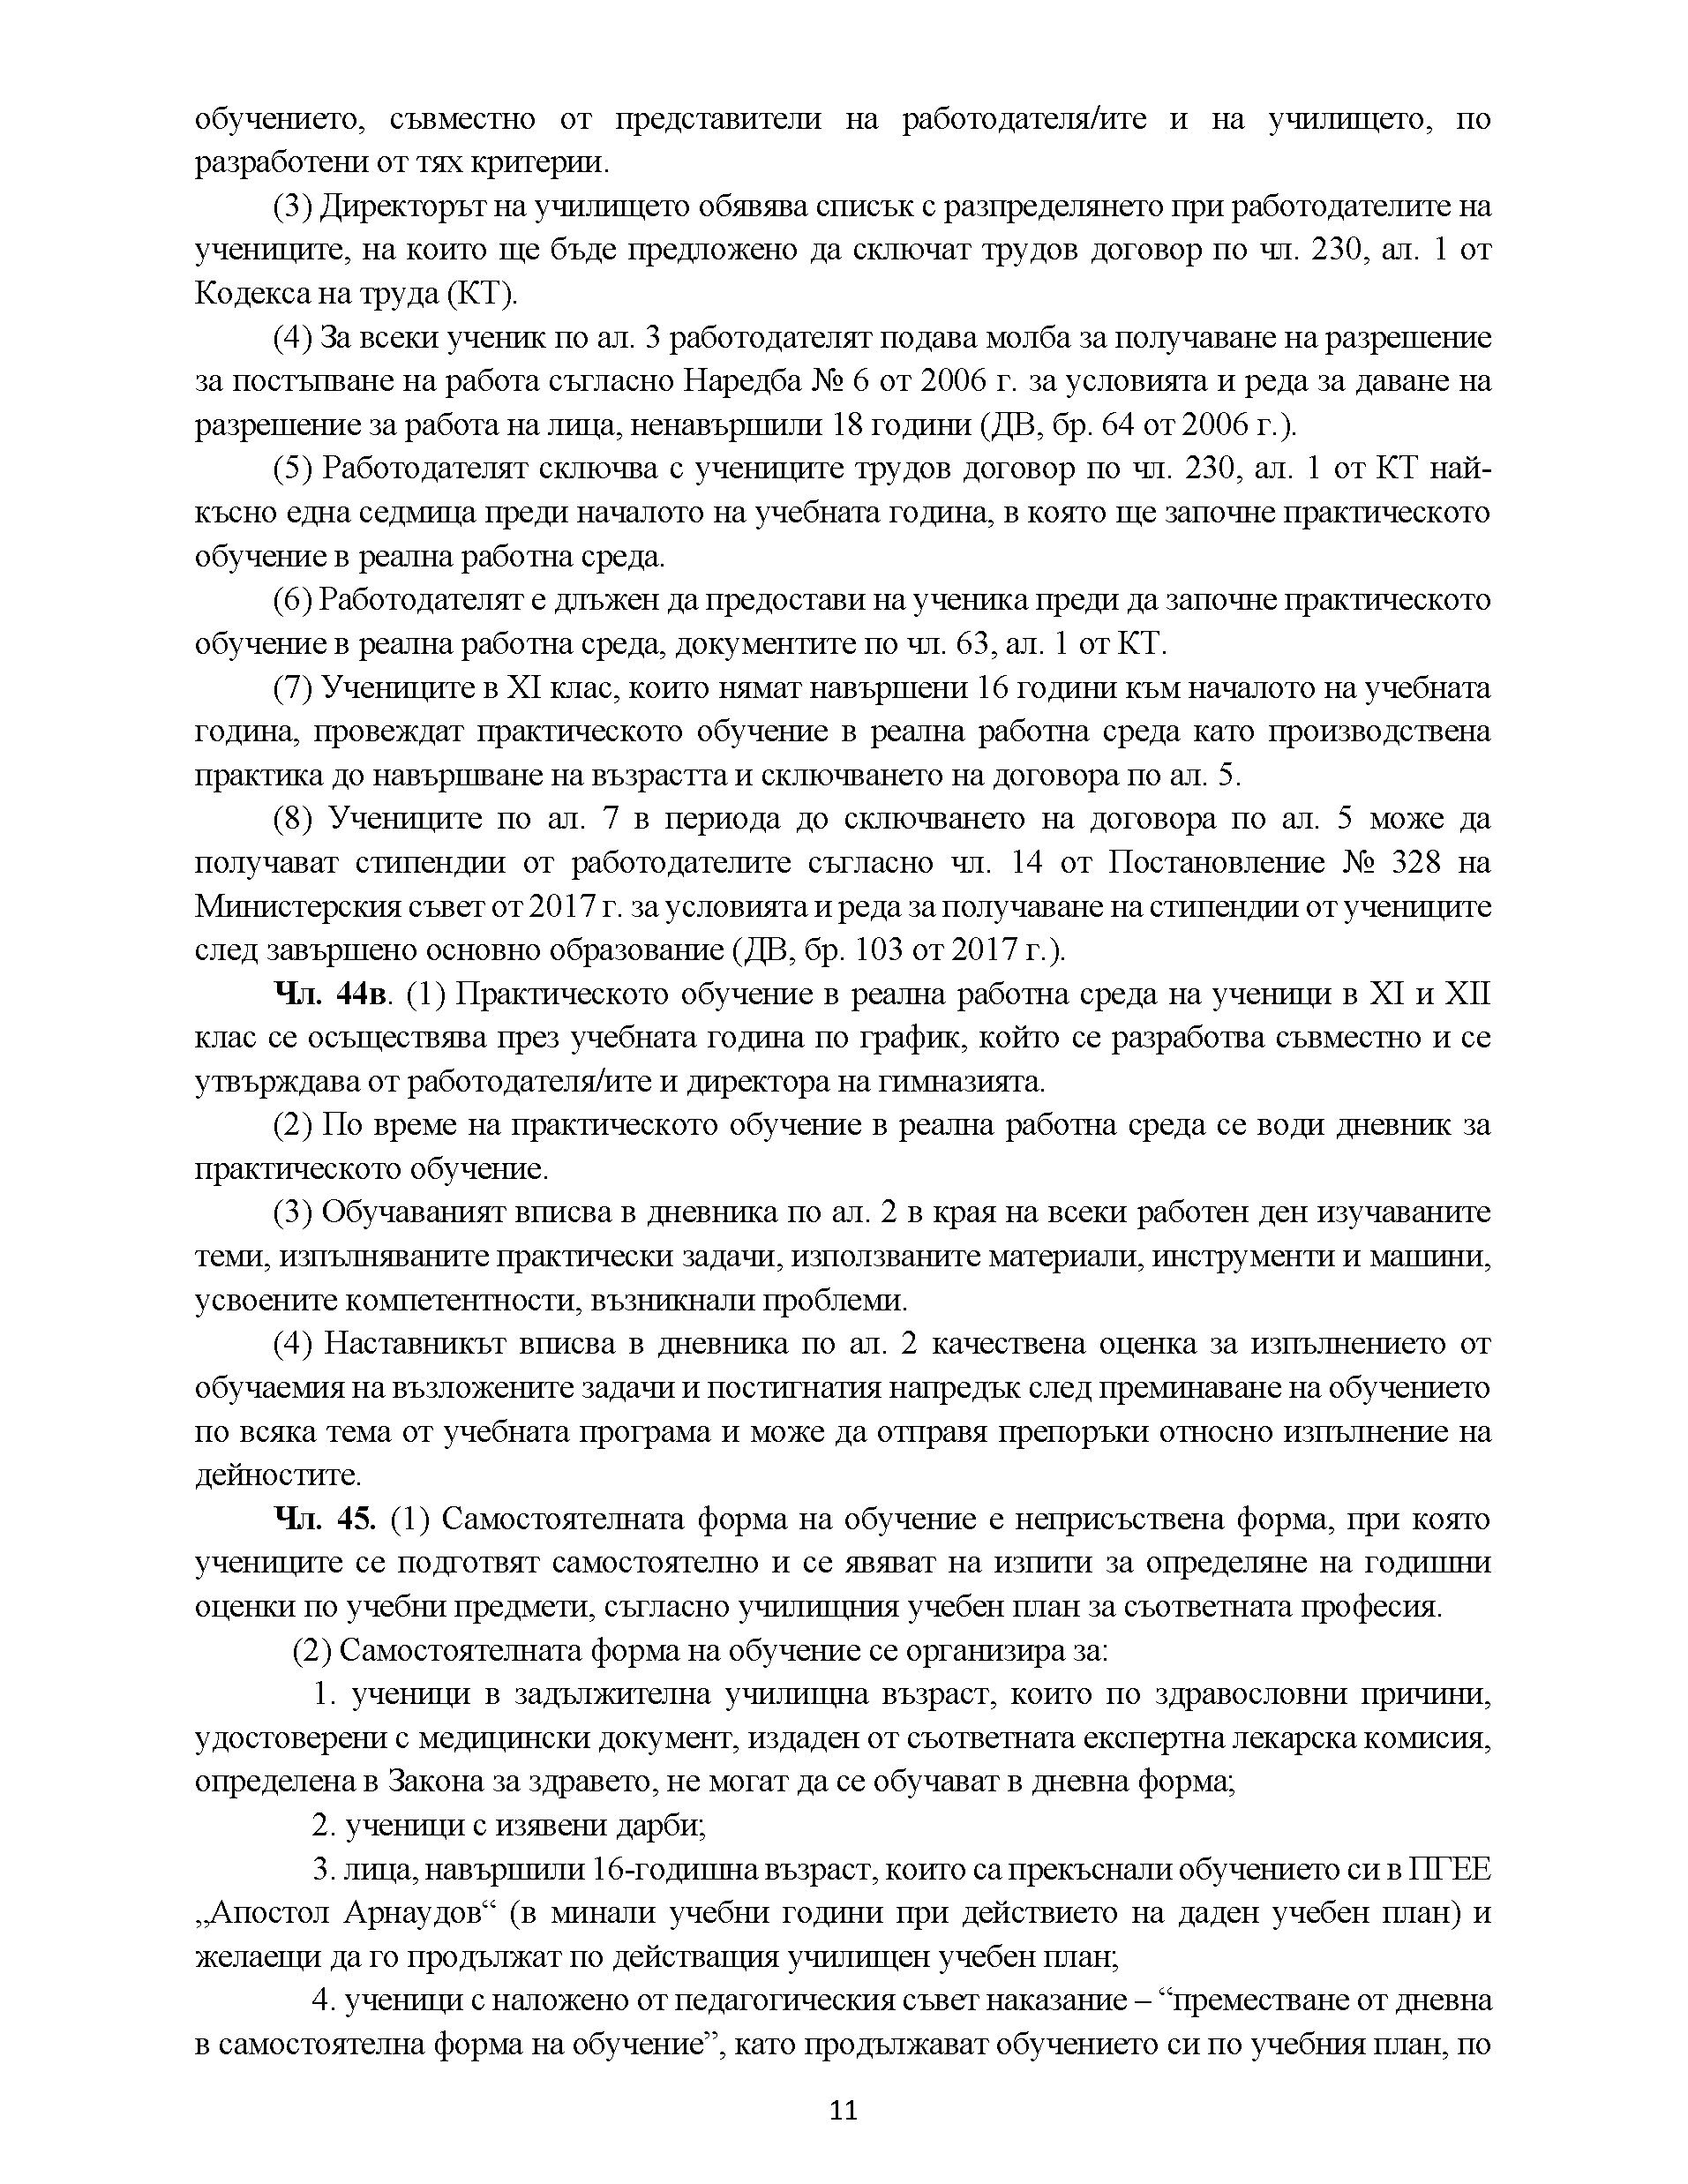 обучението, съвместно от представители на работодателя/ите и на училището, по
разработени от тях критерии.
(3) Директорът на училището обявява списък с разпределянето при работодателите на
учениците, на които ще бъде предложено да сключат трудов договор по чл. 230, ал. 1 от
Кодекса на труда (КТ).
(4) За всеки ученик по ал. 3 работодателят подава молба за получаване на разрешение
за постъпване на работа съгласно Наредба № 6 от 2006 г. за условията и реда за даване на
разрешение за работа на лица, ненавършили 18 години (ДВ, бр. 64 от 2006 г.).
(5) Работодателят сключва с учениците трудов договор по чл. 230, ал. 1 от КТ най-
късно една седмица преди началото на учебната година, в която ще започне практическото
обучение в реална работна среда.
(6) Работодателят е длъжен да предостави на ученика преди да започне практическото
обучение в реална работна среда, документите по чл. 63, ал. 1 от КТ.
(7) Учениците в XI клас, които нямат навършени 16 години към началото на учебната
година, провеждат практическото обучение в реална работна среда като производствена
практика до навършване на възрастта и сключването на договора по ал. 5.
(8) Учениците по ал. 7 в периода до сключването на договора по ал. 5 може да
получават стипендии от работодателите съгласно чл. 14 от Постановление № 328 на
Министерския съвет от 2017 г. за условията и реда за получаване на стипендии от учениците
след завършено основно образование (ДВ, бр. 103 от 2017 г.).
Чл. 44в. (1) Практическото обучение в реална работна среда на ученици в XI и XII
клас се осъществява през учебната година по график, който се разработва съвместно и се
утвърждава от работодателя/ите и директора на гимназията.
(2) По време на практическото обучение в реална работна среда се води дневник за
практическото обучение.
(3) Обучаваният вписва в дневника по ал. 2 в края на всеки работен ден изучаваните
теми, изпълняваните практически задачи, използваните материали, инструменти и машини,
усвоените компетентности, възникнали проблеми.
(4) Наставникът вписва в дневника по ал. 2 качествена оценка за изпълнението от
обучаемия на възложените задачи и постигнатия напредък след преминаване на обучението
по всяка тема от учебната програма и може да отправя препоръки относно изпълнение на
дейностите.
Чл. 45. (1) Самостоятелната форма на обучение е неприсъствена форма, при която
учениците се подготвят самостоятелно и се явяват на изпити за определяне на годишни
оценки по учебни предмети, съгласно училищния учебен план за съответната професия.
(2) Самостоятелната форма на обучение се организира за:
1. ученици в задължителна училищна възраст, които по здравословни причини,
удостоверени с медицински документ, издаден от съответната експертна лекарска комисия,
определена в Закона за здравето, не могат да се обучават в дневна форма;
2. ученици с изявени дарби;
3. лица, навършили 16-годишна възраст, които са прекъснали обучението си в ПГЕЕ
„Апостол Арнаудов“ (в минали учебни години при действието на даден учебен план) и
желаещи да го продължат по действащия училищен учебен план;
4. ученици с наложено от педагогическия съвет наказание – “преместване от дневна
в самостоятелна форма на обучение”, като продължават обучението си по учебния план, по
11